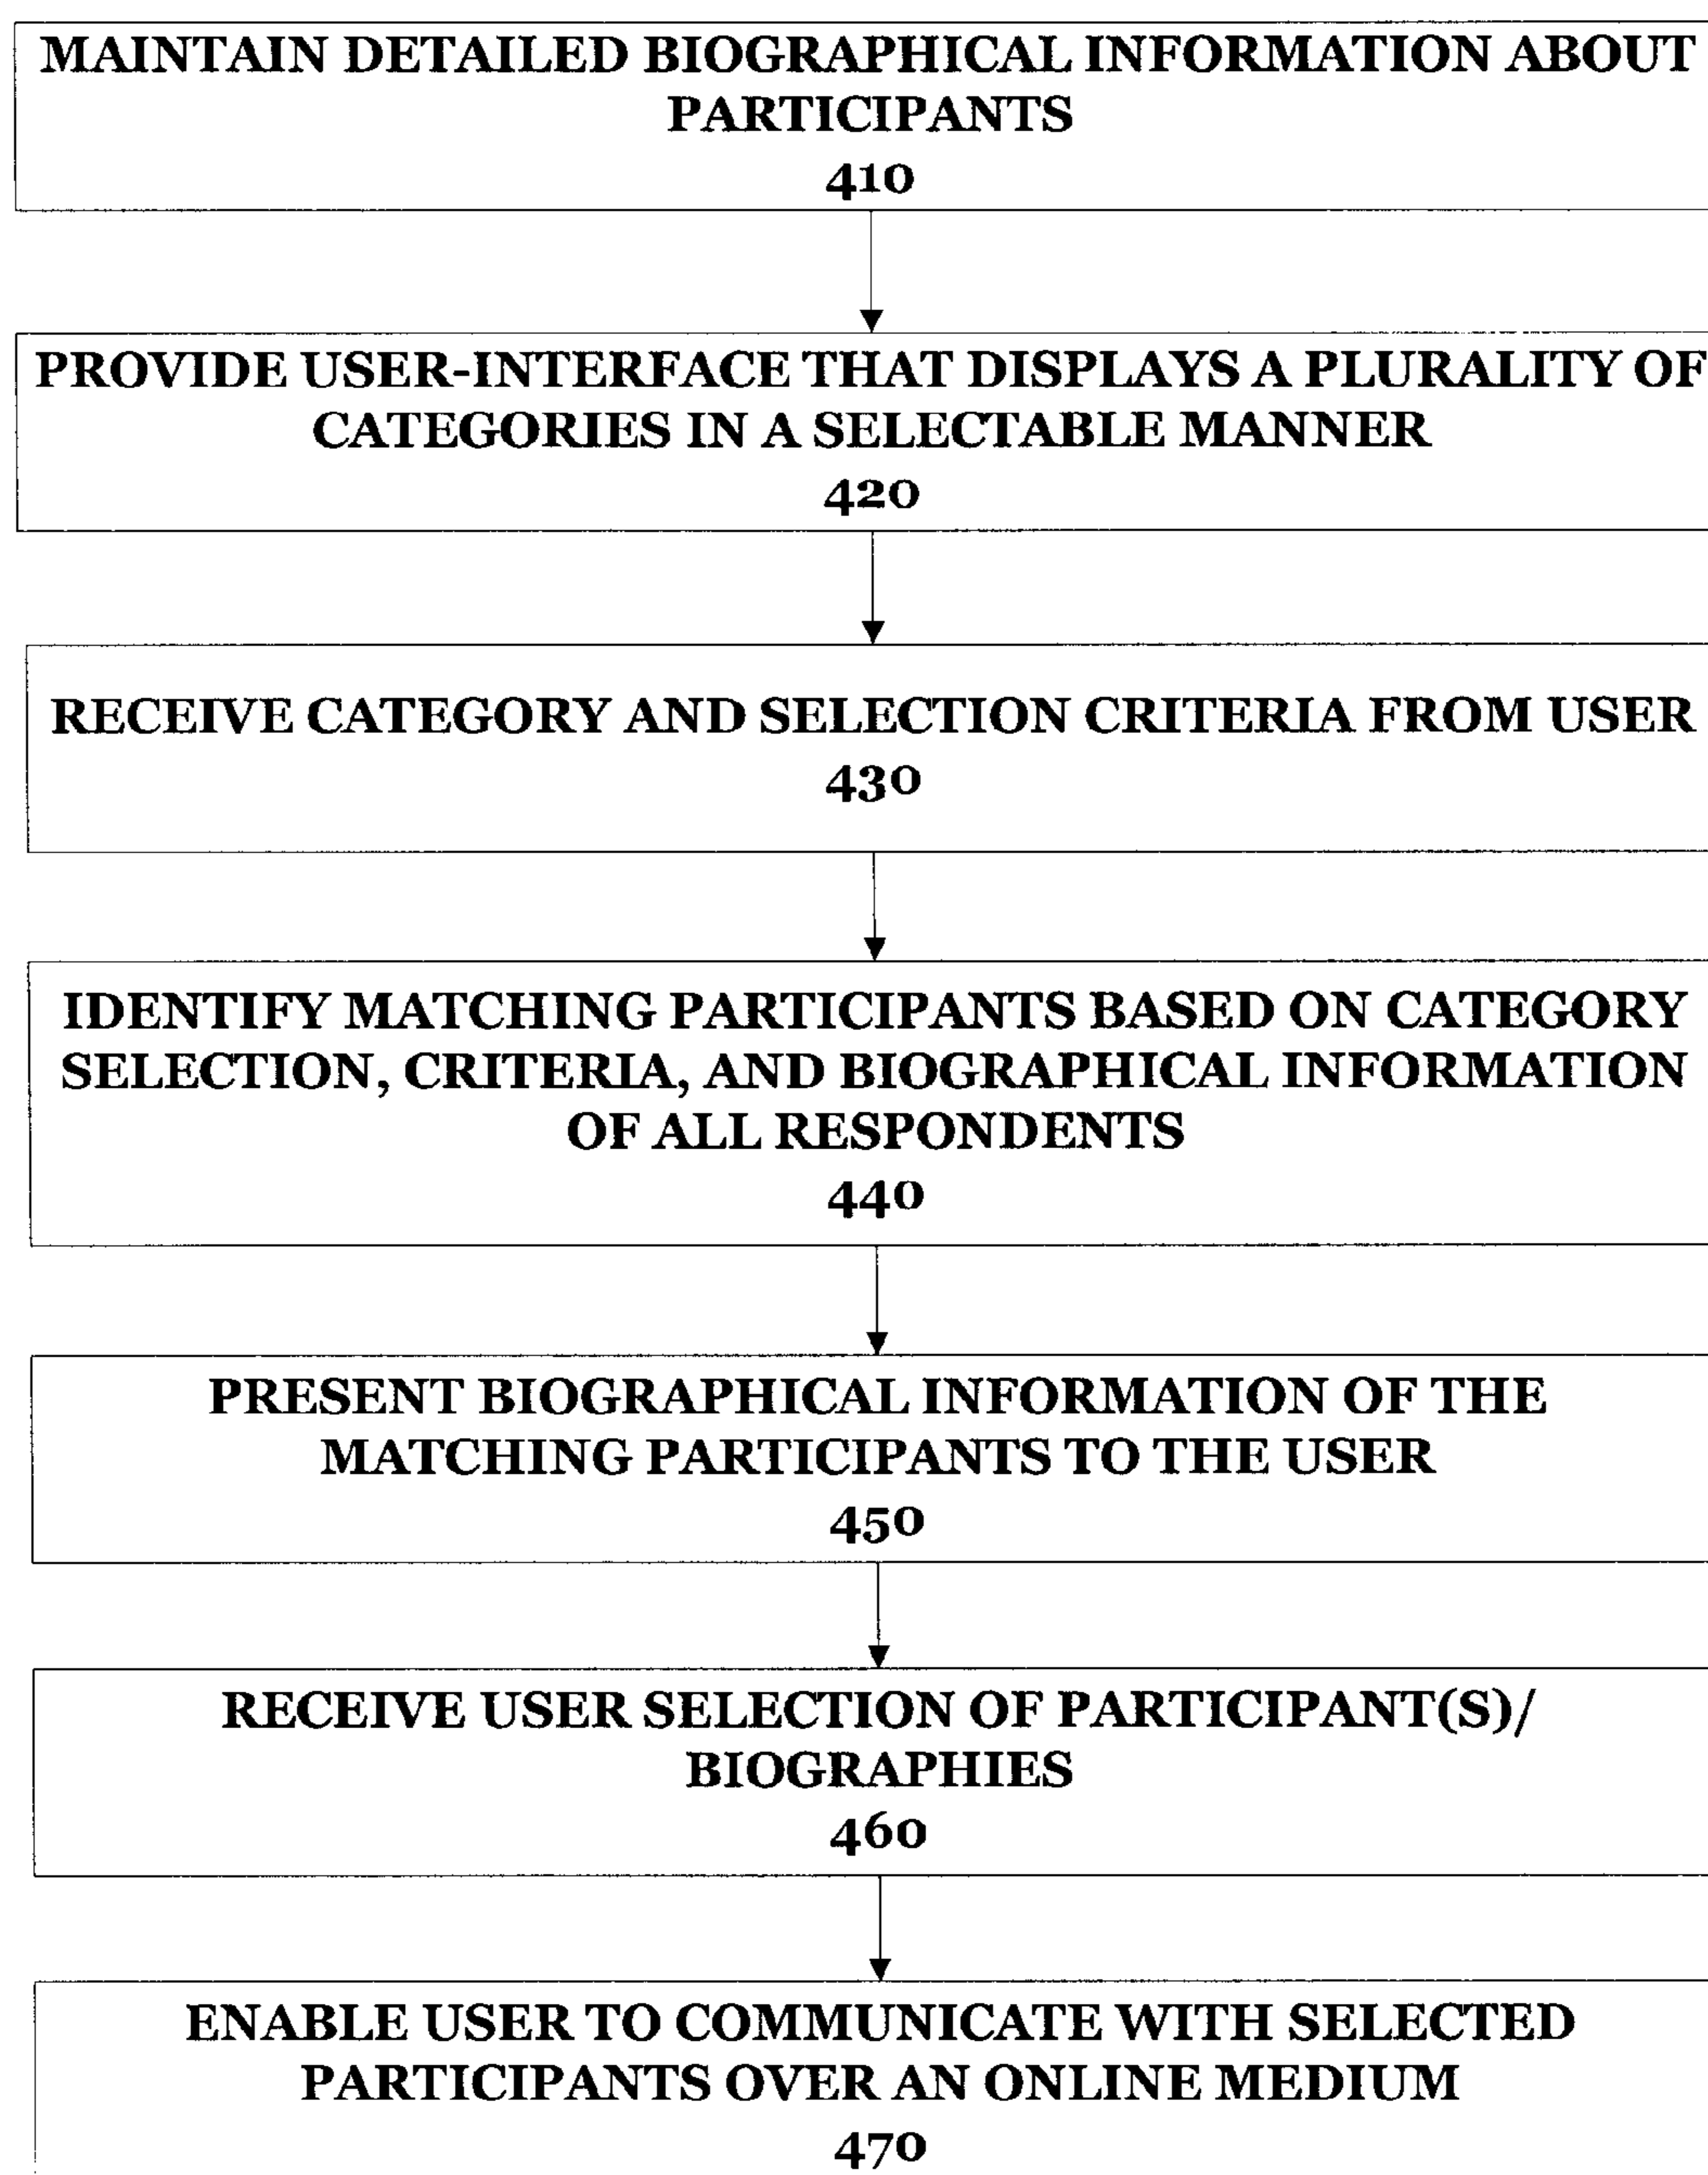 MAINTAIN DETAILED BIOGRAPHICAL INFORMATION ABOUT
PARTICIPANTS
410
PROVIDE USER-INTERFACE THAT DISPLAYS A PLURALITY OF
CATEGORIES IN A SELECTABLE MANNER
420
RECEIVE CATEGORY AND SELECTION CRITERIA FROM USER
430
IDENTIFY MATCHING PARTICIPANTS BASED ON CATEGORY
SELECTION, CRITERIA, AND BIOGRAPHICAL INFORMATION
OF ALL RESPONDENTS
440
PRESENT BIOGRAPHICAL INFORMATION OF THE
MATCHING PARTICIPANTS TO THE USER
450
RECEIVE USER SELECTION OF PARTICIPANT(S)/
BIOGRAPHIES
460
ENABLE USER TO COMMUNICATE WITH SELECTED
PARTICIPANTS OVER AN ONLINE MEDIUM
470